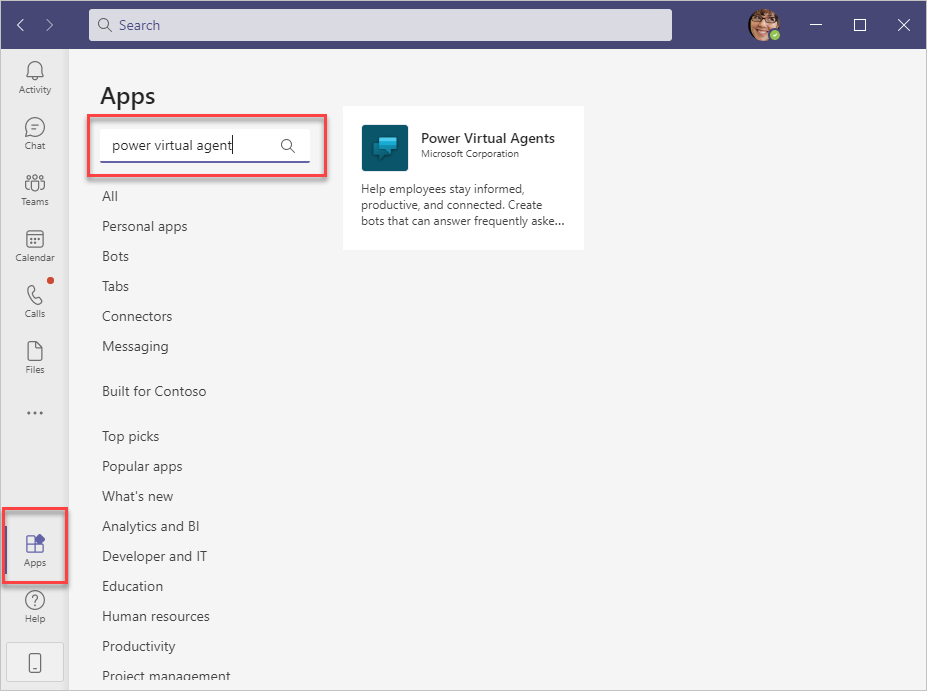 Search
Activity
Chat
Teams
Calendar
Calls
Files
Apps
Help
Apps
power virtual agent
All
Personal apps
Bots
Tabs
Connectors
Messaging
Built for Contoso
Top picks
Popular apps
What's new
Analytics and BI
Developer and IT
Education
Human resources
Productivity
Project management
Power Virtual Agents
Microsoft Corporation
Help employees stay informed,
productive, and connected. Create
bots that can answer frequently aske...